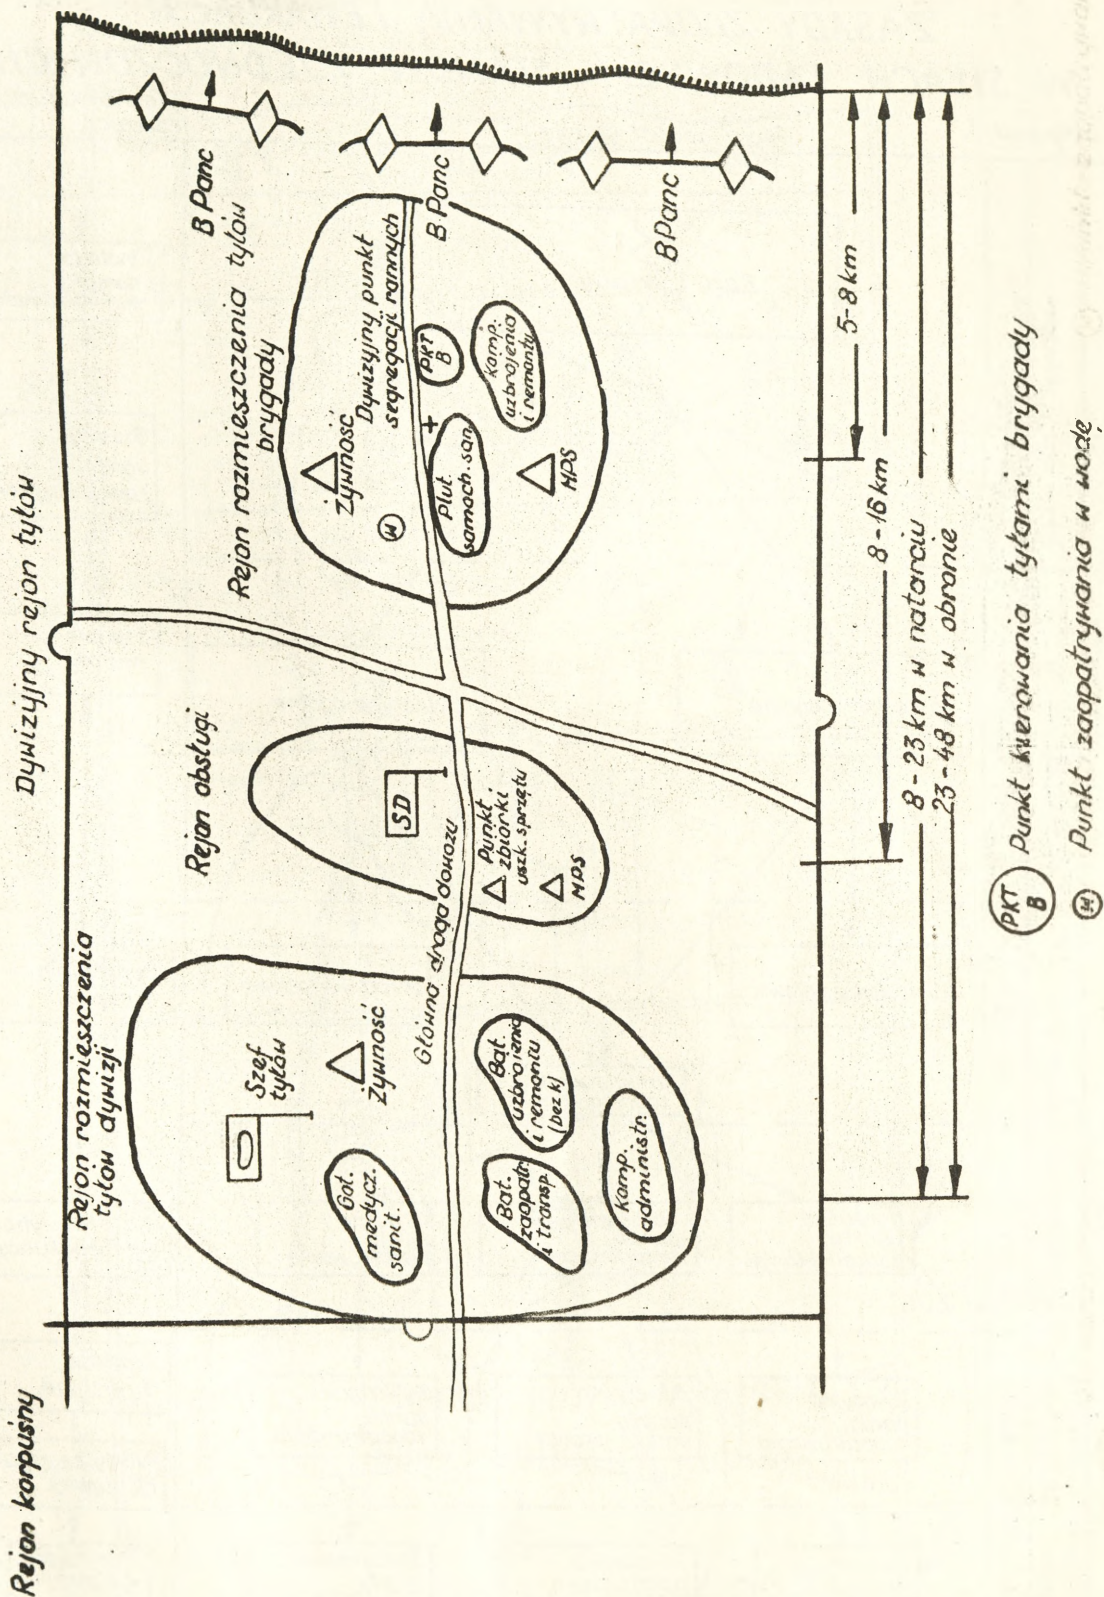 Rejon korpuśny
Dywizyjny rejon tyłów
Rejon rozmieszczenia
tyłów dywizji
Szef
tyłów
Żywność
Bat.
medycz.
sanit.
Główna droga dowozu
Bat.
uzbrojenia
i remontu
(bez k)
Bat.
zaopatr.
i transp.
Komp.
administr.
Rejon obsługi
SD
Punkt
zbiórki
uszk. sprzętu
MPS
Rejon rozmieszczenia tyłów
brygady
Żywność
W
Dywizyjny punkt
segregacji rannych
PKT
B
Plut.
samoch. san.
Komp.
uzbrojenia
i remontu
MPS
B Panc
B Panc
B Panc
5-8 km
8-16 km
8-23 km w natarciu
23-48 km w obronie
PKT
B
Punkt kierowania tyłami brygady
W
Punkt zaopatrywania w wodę